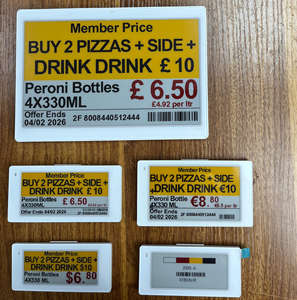 Member Price
BUY 2 PIZZAS + SIDE +
DRINK DRINK £ 10
Peroni Bottles
4X330ML
£ 6.50
£4.92 per ltr
Offer Ends
04/02 2026
2F 8008440512444
Member Price
BUY 2 PIZZAS + SIDE +
DRINK DRINK £ 10
Peroni Bottles
4X330ML
£ 6.50
Offer Ends
04/02 2026
Member Price
BUY 2 PIZZAS + SIDE
+DRINK DRINK €10
Peroni Bottles
4X 330ML
€8.80
Offer Ends
04/02 2026
Member Price
BUY 2 PIZZAS + SIDE +
DRINK DRINK $10
Peroni Bottles
4X 330 ML
$6.80